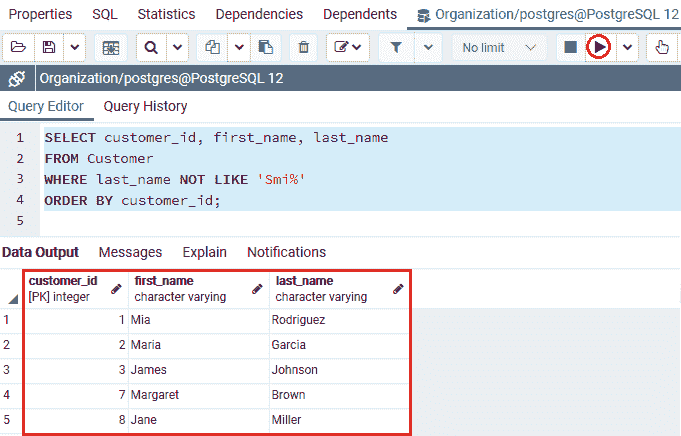 Properties SQL Statistics Dependencies Dependents Organization/postgres@PostgreSQL 12
No limit
Organization/postgres@PostgreSQL 12
Query Editor Query History
1 SELECT customer_id, first_name, last_name
2 FROM Customer
3 WHERE last_name NOT LIKE 'Smi%'
4 ORDER BY customer_id;
5
Data Output Messages Explain Notifications
customer_id first_name last_name
[PK] integer character varying character varying
1 1 Mia Rodriguez
2 2 Maria Garcia
3 3 James Johnson
4 7 Margaret Brown
5 8 Jane Miller